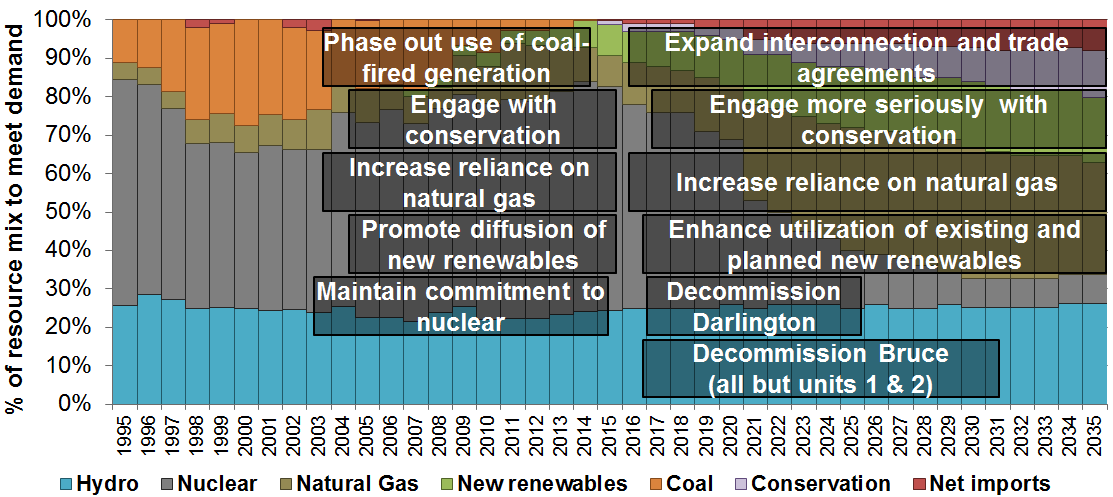 % of resource mix to meet demand
100%
90%
80%
70%
60%
50%
40%
30%
20%
10%
0%
Phase out use of coal-
fired generation
Engage with
conservation
Increase reliance on
natural gas
Promote diffusion of
new renewables
Maintain commitment to
nuclear
Expand interconnection and trade
agreements
Engage more seriously with
conservation
Increase reliance on natural gas
Enhance utilization of existing and
planned new renewables
Decommission
Darlington
Decommission Bruce
(all but units 1 & 2)
1995
1996
1997
1998
1999
2000
2001
2002
2003
2004
2005
2006
2007
2008
2009
2010
2011
2012
2013
2014
2015
2016
2017
2018
2019
2020
2021
2022
2023
2024
2025
2026
2027
2028
2029
2030
2031
2032
2033
2034
2035
Hydro Nuclear Natural Gas New renewables Coal Conservation Net imports